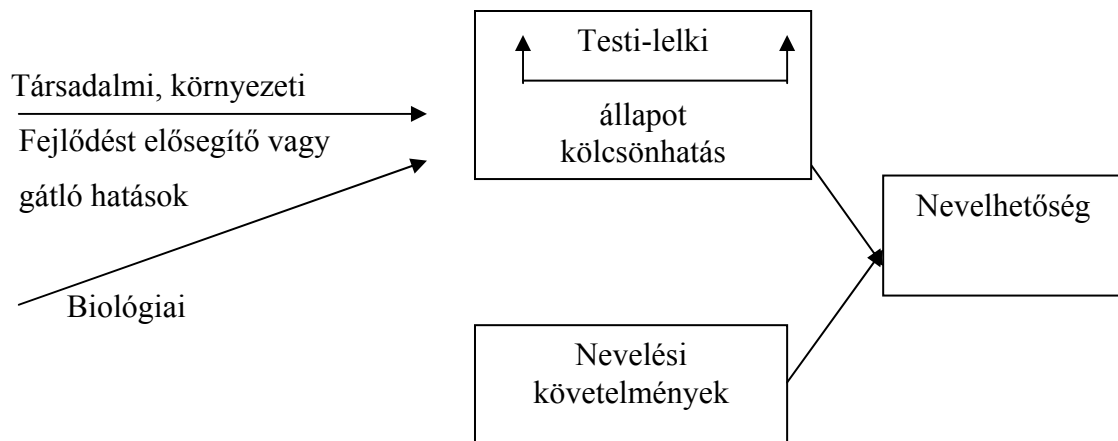 Társadalmi, környezeti
Fejlődést elősegítő vagy
gátló hatások
Biológiai
Testi-lelki
állapot
kölcsönhatás
Nevelési
követelmények
Nevelhetőség